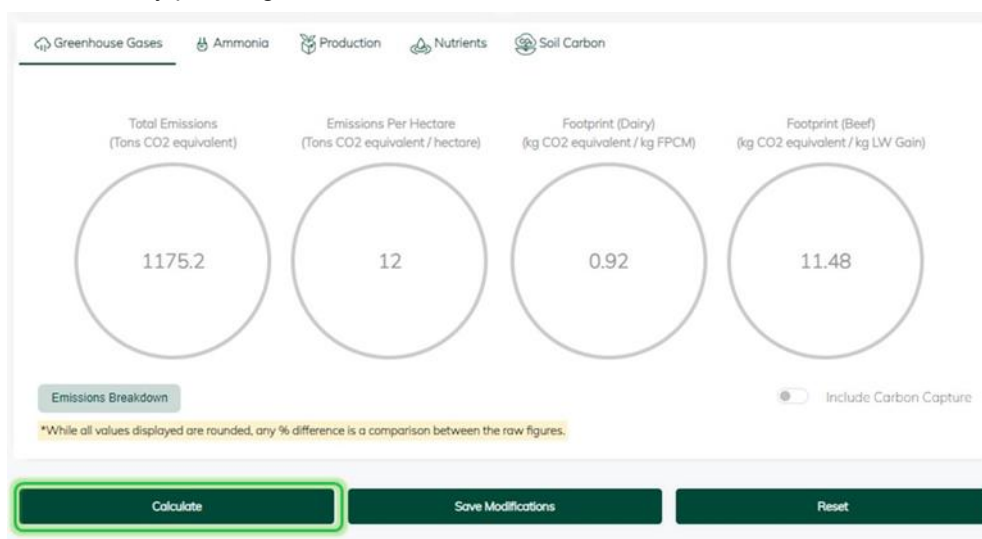 Greenhouse Gases Ammonia Production Nutrients Soil Carbon
Total Emissions
(Tons CO2 equivalent)
Emissions Per Hectare
(Tons CO2 equivalent / hectare)
Footprint (Dairy)
(kg CO2 equivalent / kg FPCM)
Footprint (Beef)
(kg CO2 equivalent / kg LW Gain)
1175.2 12 0.92 11.48
Emissions Breakdown
Include Carbon Capture
*While all values displayed are rounded, any % difference is a comparison between the raw figures.
Calculate Save Modifications Reset